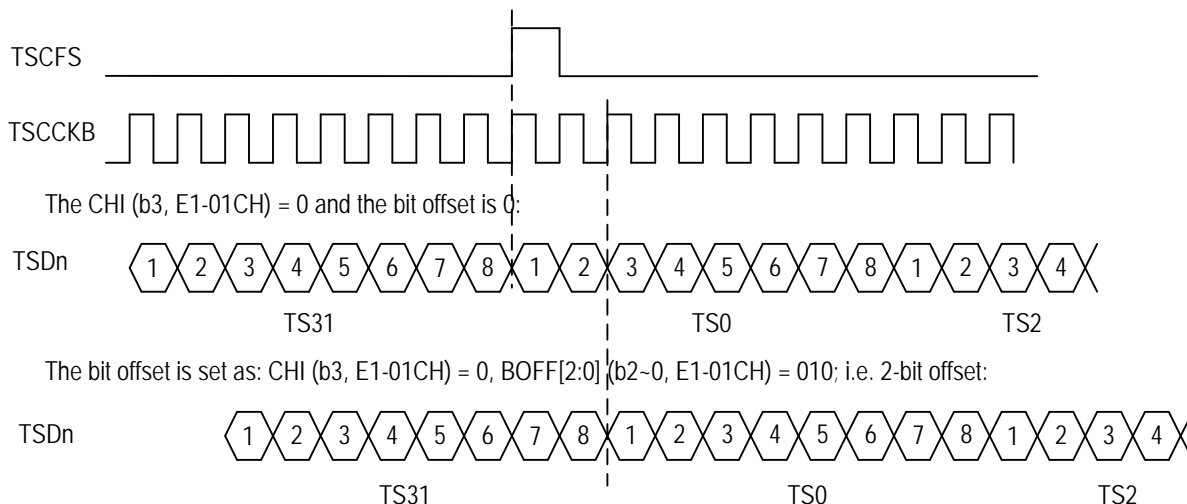 TSCFS
TSCCKB
The CHI (b3, E1-01CH) = 0 and the bit offset is 0:
TSDn 1 2 3 4 5 6 7 8 1 2 3 4 5 6 7 8 1 2 3 4
TS31 TS0 TS2
The bit offset is set as: CHI (b3, E1-01CH) = 0, BOFF[2:0] (b2~0, E1-01CH) = 010; i.e. 2-bit offset:
TSDn 1 2 3 4 5 6 7 8 1 2 3 4 5 6 7 8 1 2 3 4
TS31 TS0 TS2